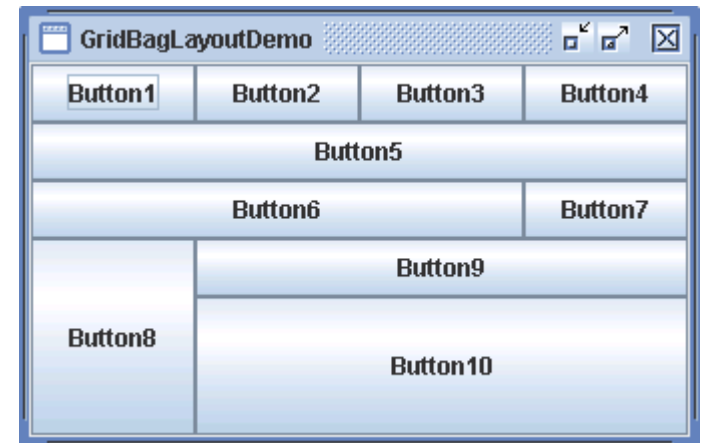 GridBagLayoutDemo
Button1 Button2 Button3 Button4
Button5
Button6 Button7
Button9
Button8
Button10